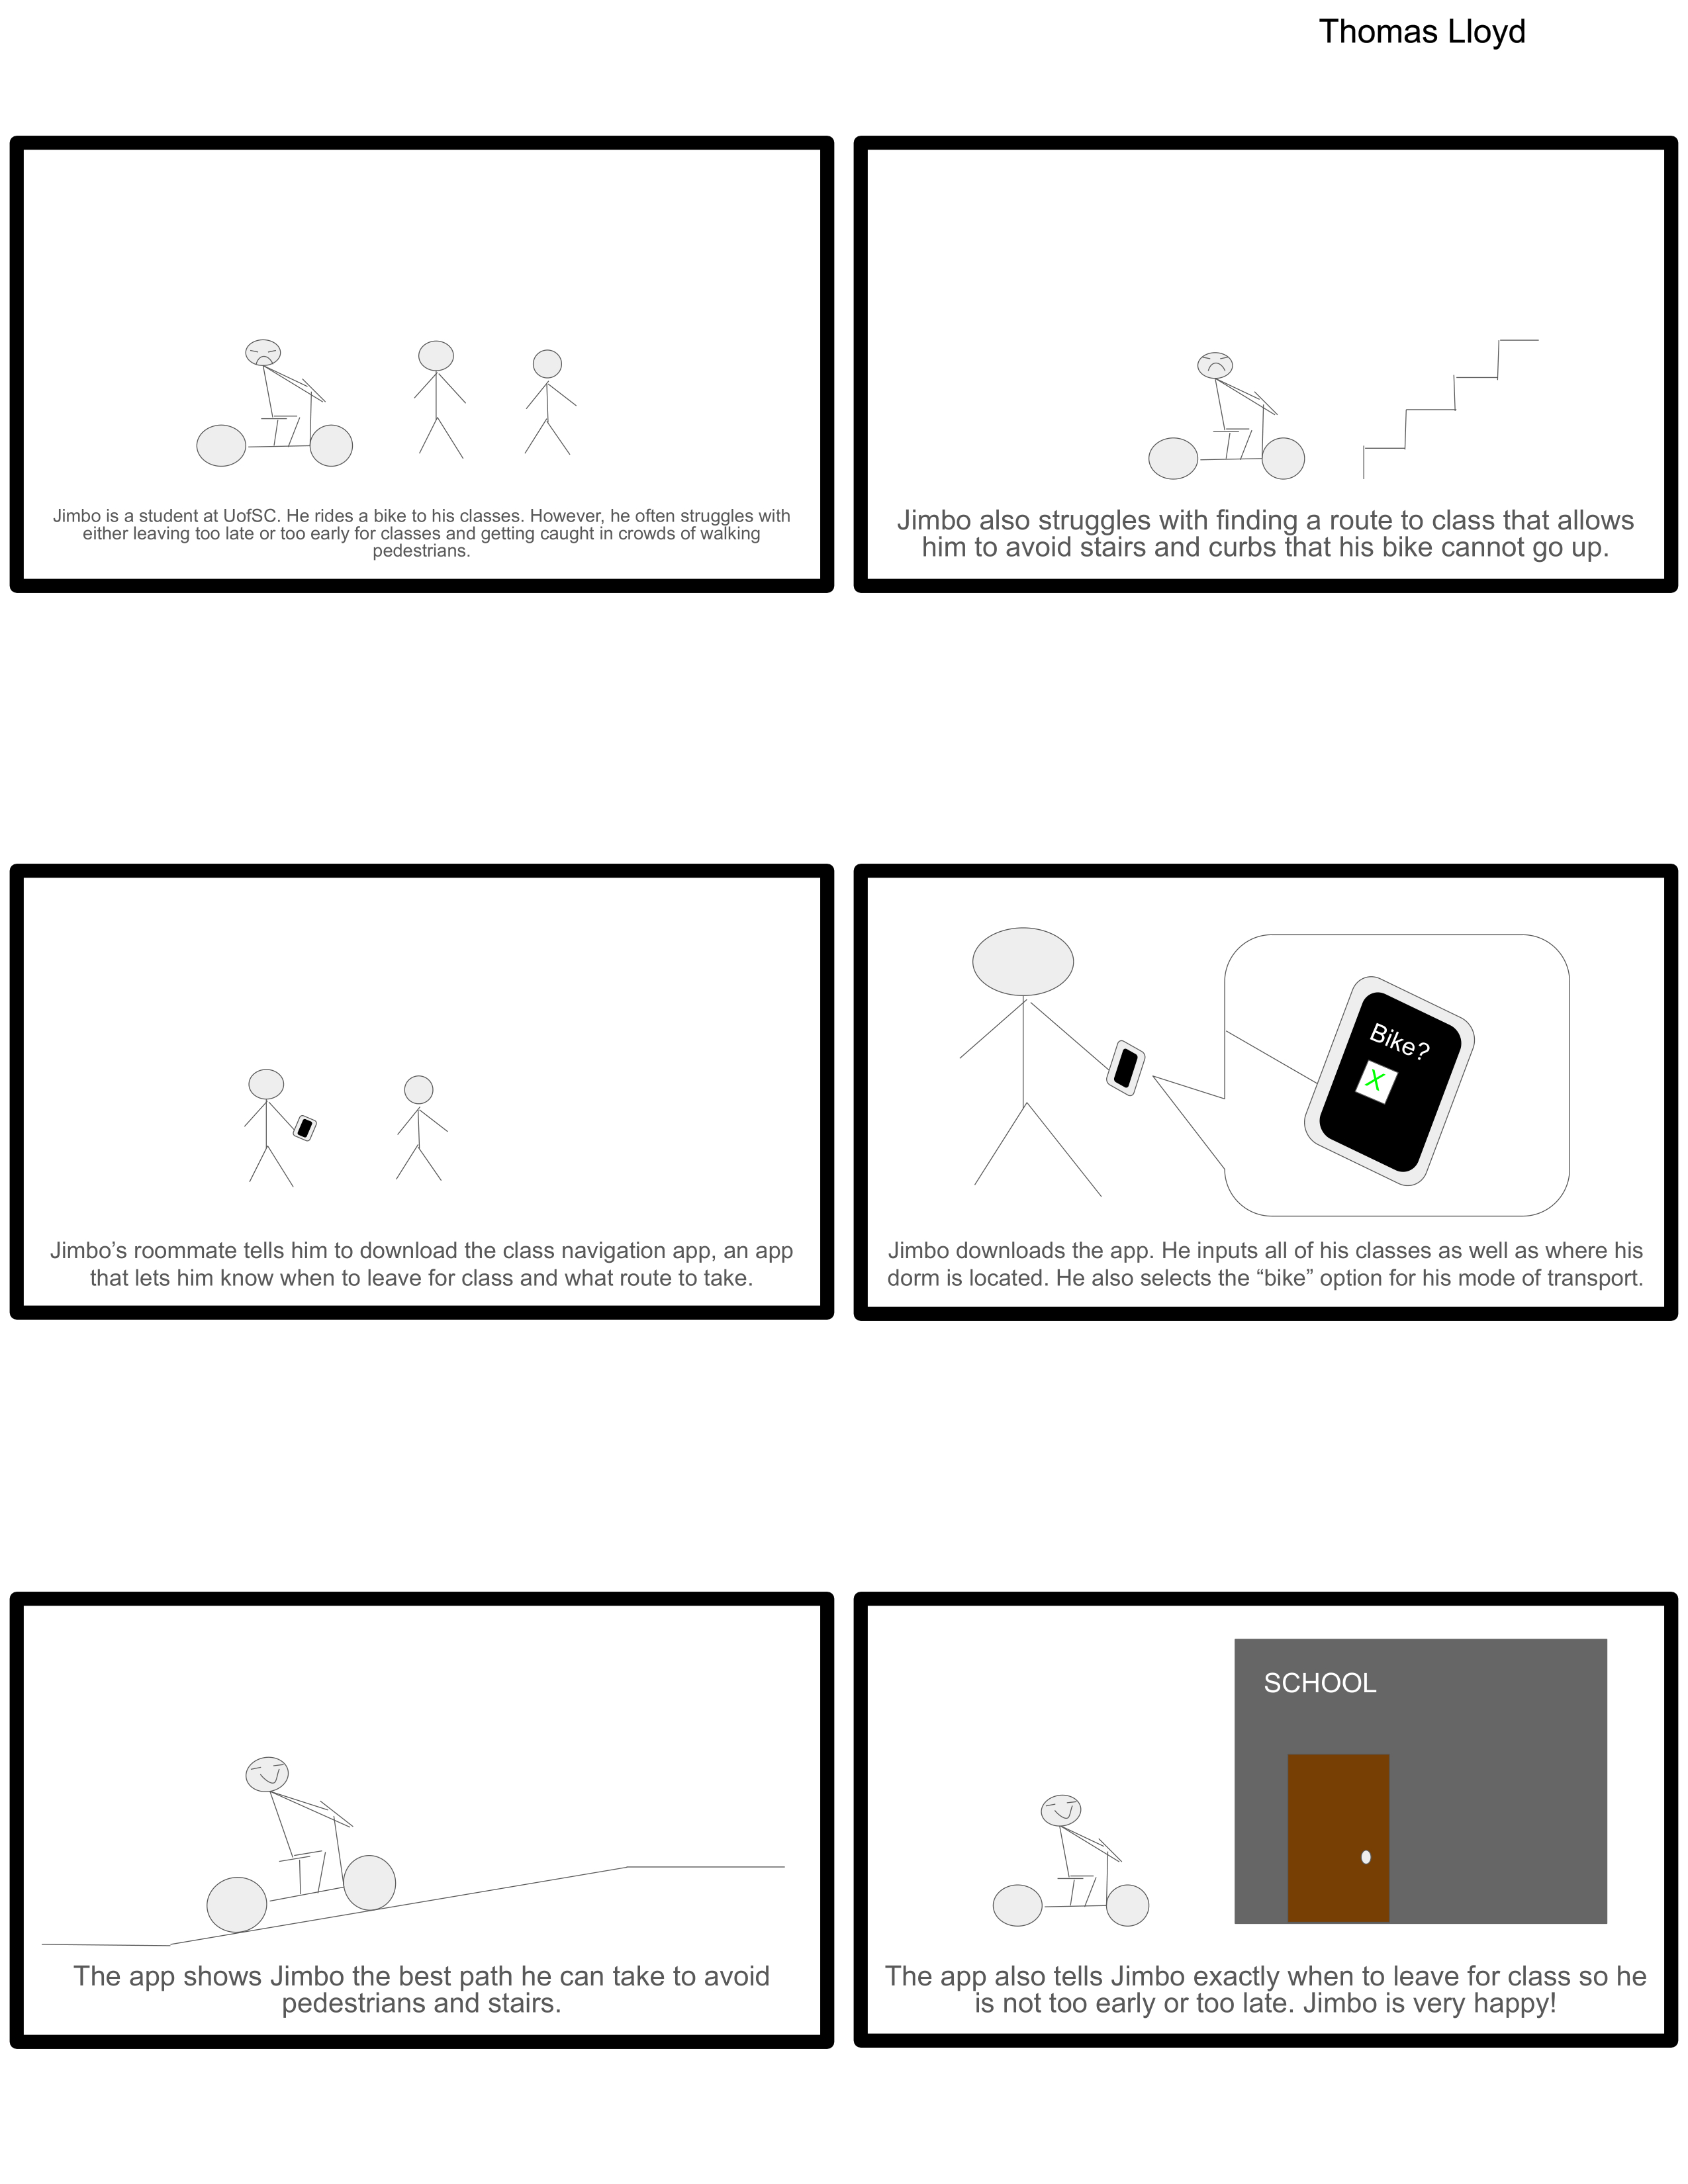 Thomas Lloyd
Jimbo is a student at UofSC. He rides a bike to his classes. However, he often struggles with
either leaving too late or too early for classes and getting caught in crowds of walking
pedestrians.
Jimbo also struggles with finding a route to class that allows
him to avoid stairs and curbs that his bike cannot go up.
Jimbo’s roommate tells him to download the class navigation app, an app
that lets him know when to leave for class and what route to take.
Bike?
X
Jimbo downloads the app. He inputs all of his classes as well as where his
dorm is located. He also selects the “bike” option for his mode of transport.
The app shows Jimbo the best path he can take to avoid
pedestrians and stairs.
SCHOOL
The app also tells Jimbo exactly when to leave for class so he
is not too early or too late. Jimbo is very happy!